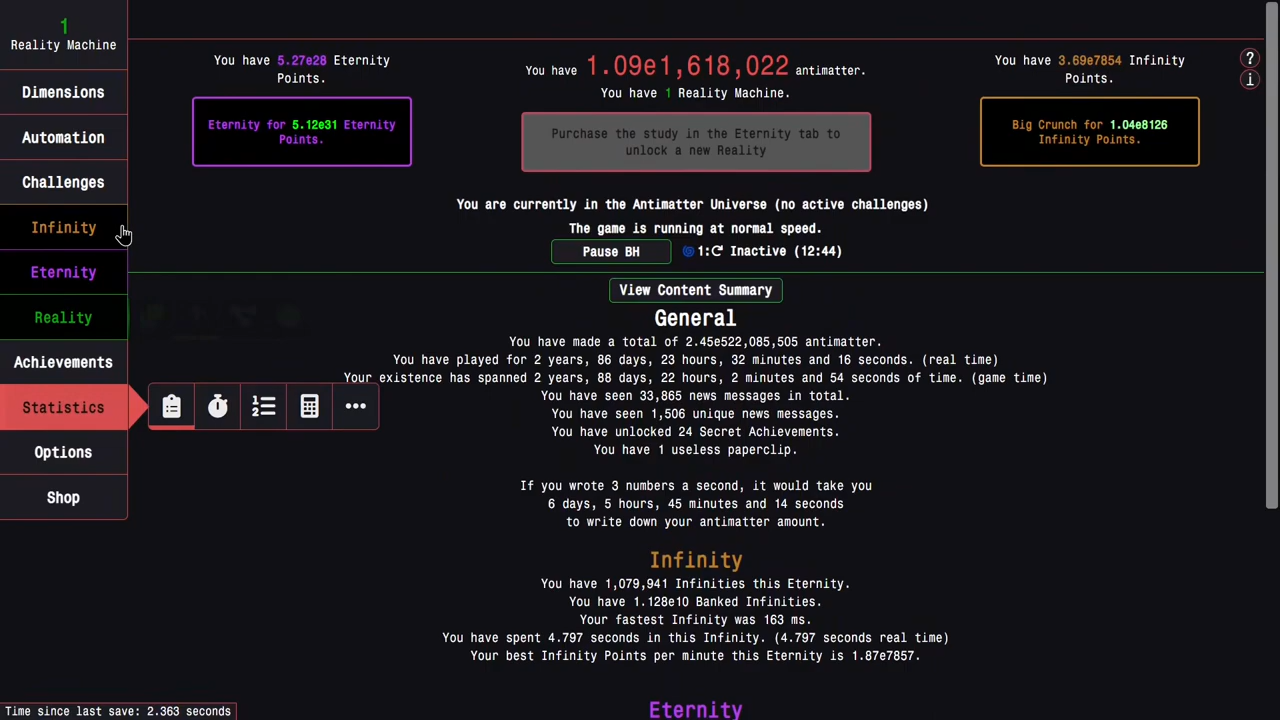 1
Reality Machine
Dimensions
Automation
Challenges
Infinity
Eternity
Reality
Achievements
Statistics
Options
Shop
You have 5.27e28 Eternity
Points.
Eternity for 5.12e31 Eternity
Points.
You have 1.09e1,618,022 antimatter.
You have 1 Reality Machine.
Purchase the study in the Eternity tab to
unlock a new Reality
You have 3.69e7854 Infinity
Points.
Big Crunch for 1.04e8126
Infinity Points.
?
i
You are currently in the Antimatter Universe (no active challenges)
The game is running at normal speed.
Pause BH
1: Inactive (12:44)
View Content Summary
General
You have made a total of 2.45e522,085,505 antimatter.
You have played for 2 years, 86 days, 23 hours, 32 minutes and 16 seconds. (real time)
Your existence has spanned 2 years, 88 days, 22 hours, 2 minutes and 54 seconds of time. (game time)
You have seen 33,865 news messages in total.
You have seen 1,506 unique news messages.
You have unlocked 24 Secret Achievements.
You have 1 useless paperclip.
If you wrote 3 numbers a second, it would take you
6 days, 5 hours, 45 minutes and 14 seconds
to write down your antimatter amount.
Infinity
You have 1,079,941 Infinities this Eternity.
You have 1.128e10 Banked Infinities.
Your fastest Infinity was 163 ms.
You have spent 4.797 seconds in this Infinity. (4.797 seconds real time)
Your best Infinity Points per minute this Eternity is 1.87e7857.
Eternity
Time since last save: 2.363 seconds